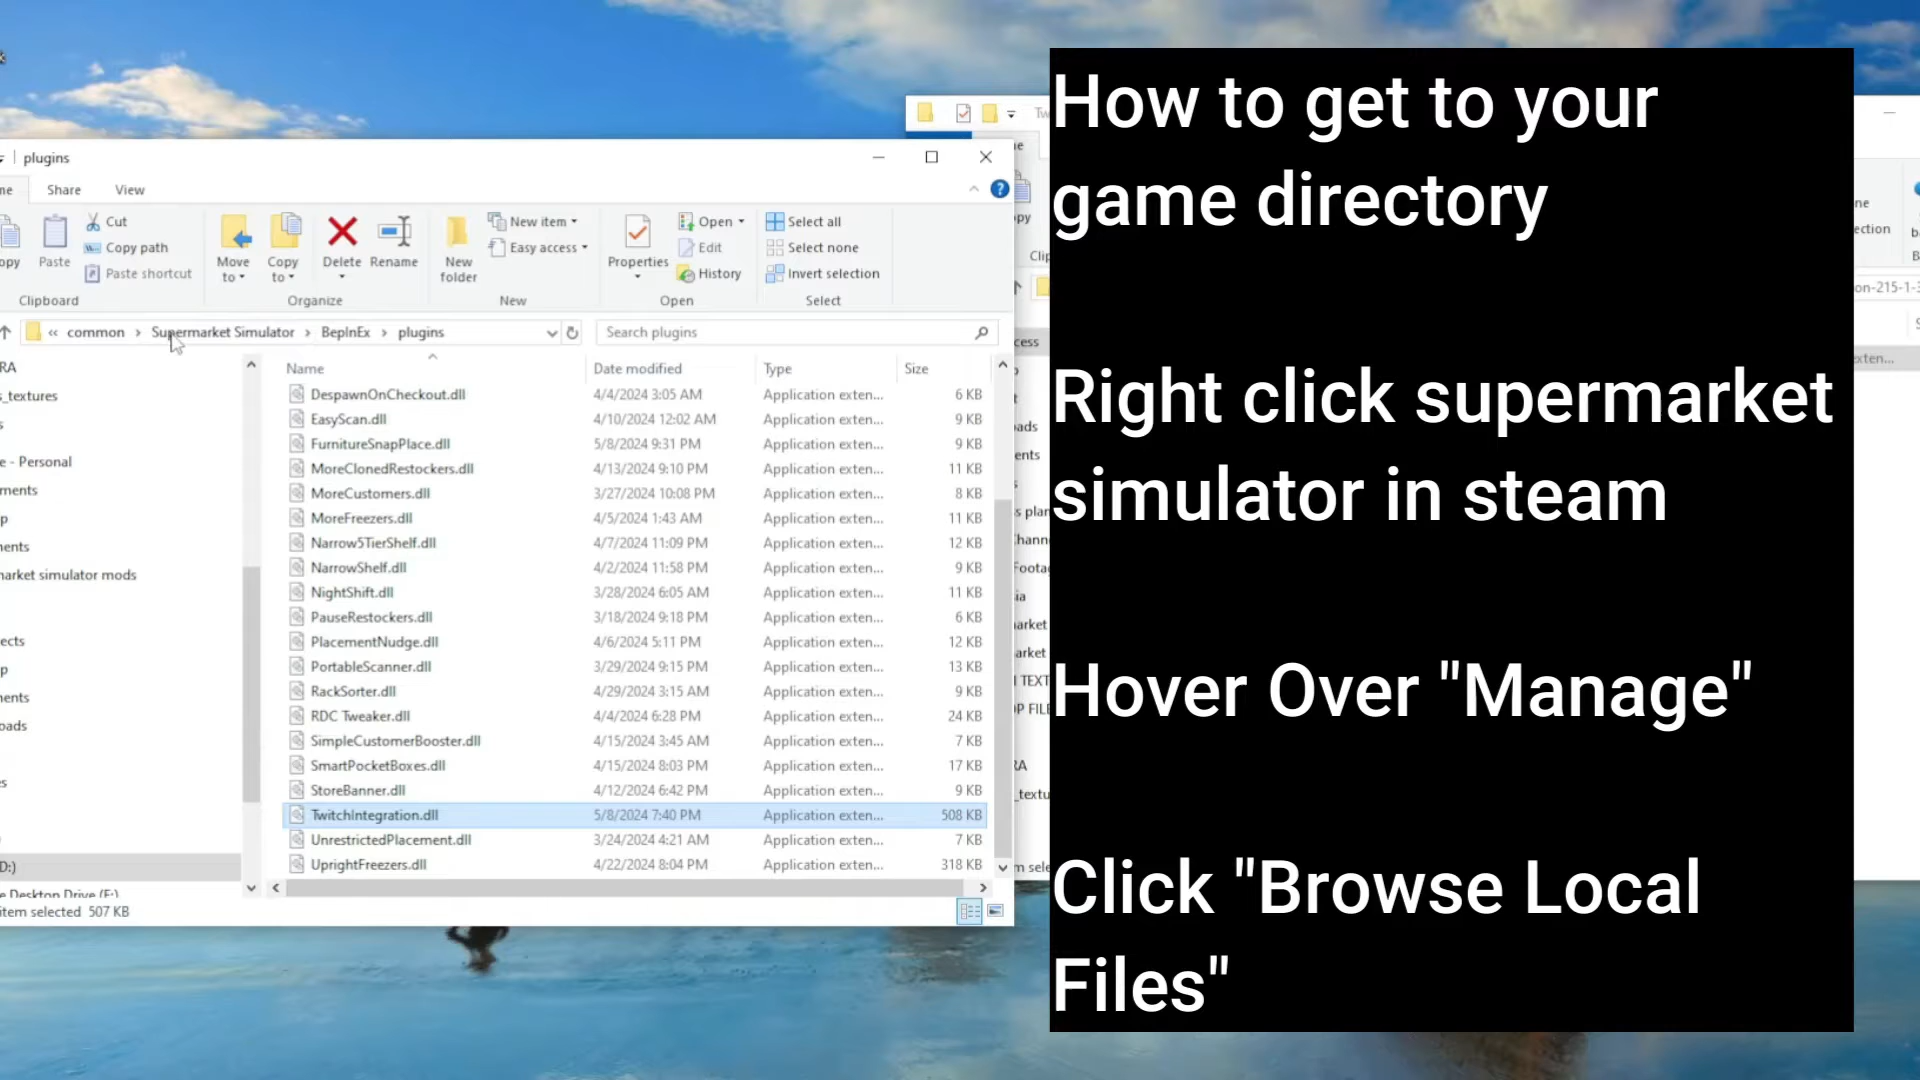 plugins
Share View
Cut
Copy path
Paste shortcut
Paste
Move to
Copy to
Delete
Rename
New folder
New item
Easy access
Properties
Open
Edit
History
Select all
Select none
Invert selection
Clipboard Organize New Open Select
« common › Supermarket Simulator › BepInEx › plugins
Search plugins
Name Date modified Type Size
DespawnOnCheckout.dll 4/4/2024 3:05 AM Application exten... 6 KB
EasyScan.dll 4/10/2024 12:02 AM Application exten... 9 KB
FurnitureSnapPlace.dll 5/8/2024 9:31 PM Application exten... 9 KB
MoreClonedRestockers.dll 4/13/2024 9:10 PM Application exten... 11 KB
MoreCustomers.dll 3/27/2024 10:08 PM Application exten... 8 KB
MoreFreezers.dll 4/5/2024 1:43 AM Application exten... 11 KB
Narrow5TierShelf.dll 4/7/2024 11:09 PM Application exten... 12 KB
NarrowShelf.dll 4/2/2024 11:58 PM Application exten... 9 KB
NightShift.dll 3/28/2024 6:05 AM Application exten... 11 KB
PauseRestockers.dll 3/18/2024 9:18 PM Application exten... 6 KB
PlacementNudge.dll 4/6/2024 5:11 PM Application exten... 12 KB
PortableScanner.dll 3/29/2024 9:15 PM Application exten... 13 KB
RackSorter.dll 4/29/2024 3:15 AM Application exten... 9 KB
RDC Tweaker.dll 4/4/2024 6:28 PM Application exten... 24 KB
SimpleCustomerBooster.dll 4/15/2024 3:45 AM Application exten... 7 KB
SmartPocketBoxes.dll 4/15/2024 8:03 PM Application exten... 17 KB
StoreBanner.dll 4/12/2024 6:42 PM Application exten... 9 KB
TwitchIntegration.dll 5/8/2024 7:40 PM Application exten... 508 KB
UnrestrictedPlacement.dll 3/24/2024 4:21 AM Application exten... 7 KB
UprightFreezers.dll 4/22/2024 8:04 PM Application exten... 318 KB
RA
_textures
e - Personal
ments
p
ments
arket simulator mods
ects
p
ments
oads
D:)
e Desktop Drive (F:)
item selected 507 KB
How to get to your
game directory
Right click supermarket
simulator in steam
Hover Over "Manage"
Click "Browse Local
Files"